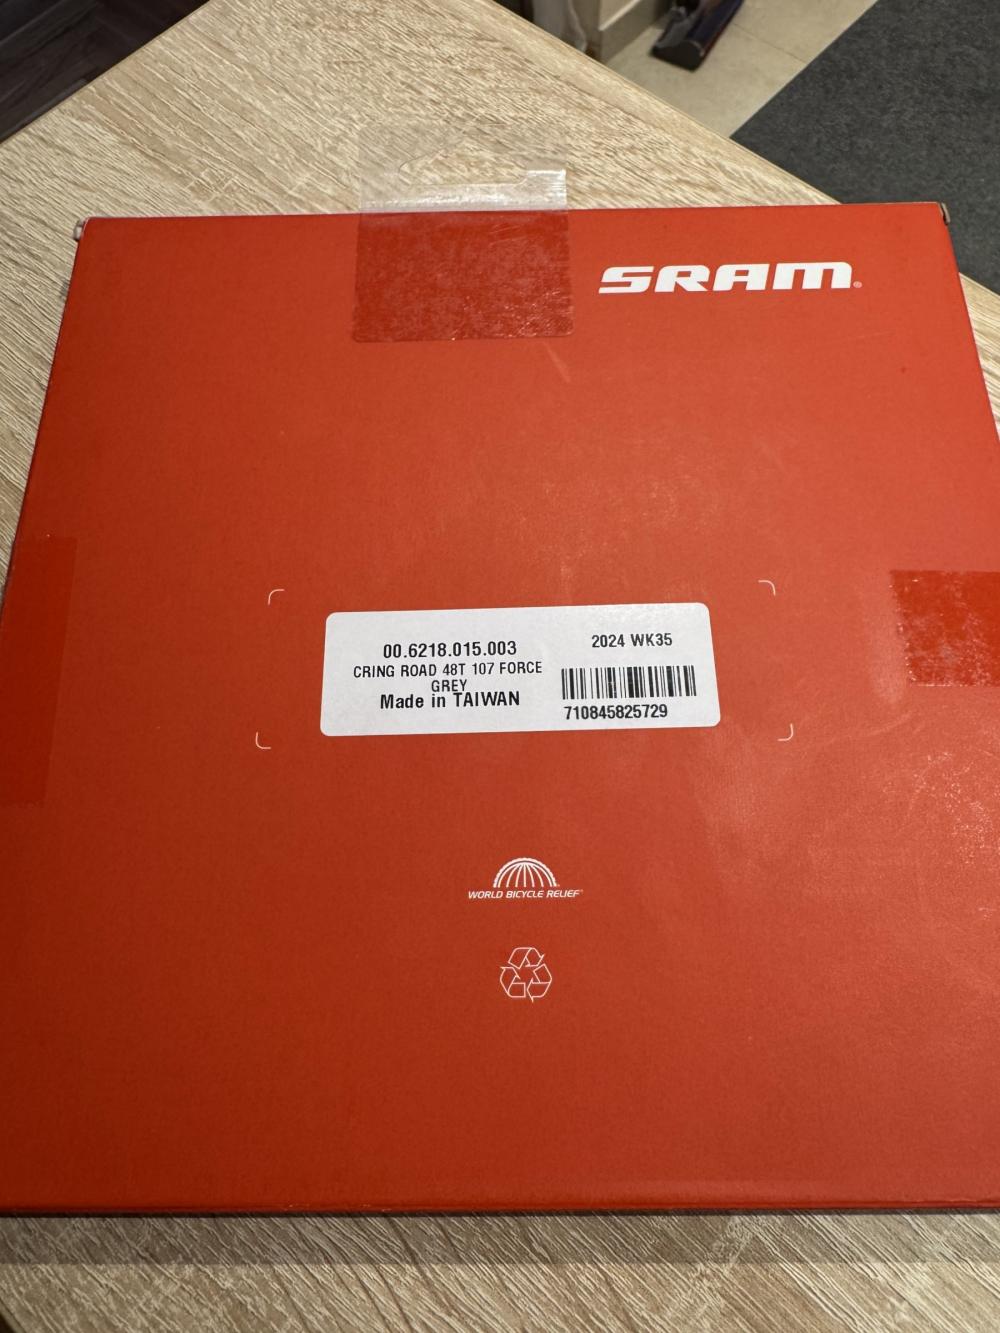 SRAM
00.6218.015.003
CRING ROAD 48T 107 FORCE
GREY
Made in TAIWAN
2024 WK35
710845825729
WORLD BICYCLE RELIEF